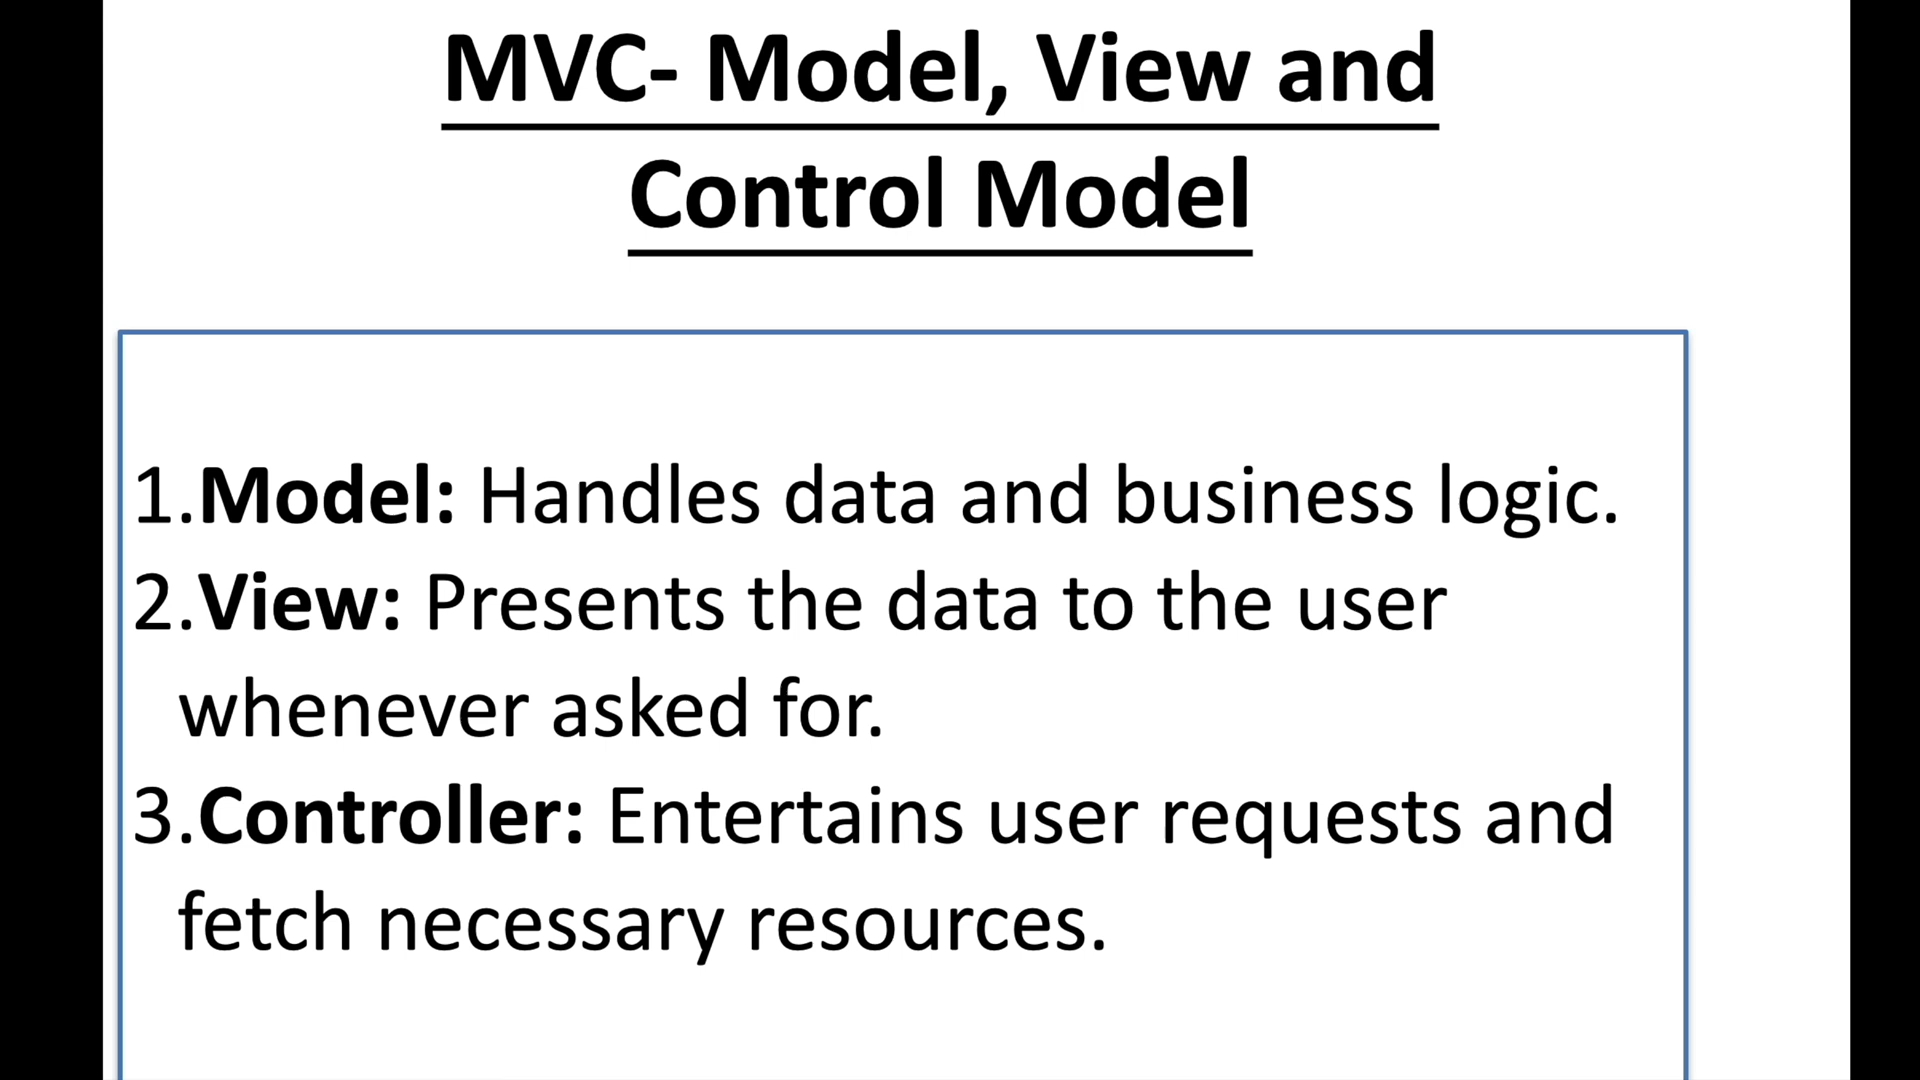 MVC- Model, View and
Control Model
1.Model: Handles data and business logic.
2.View: Presents the data to the user
whenever asked for.
3.Controller: Entertains user requests and
fetch necessary resources.